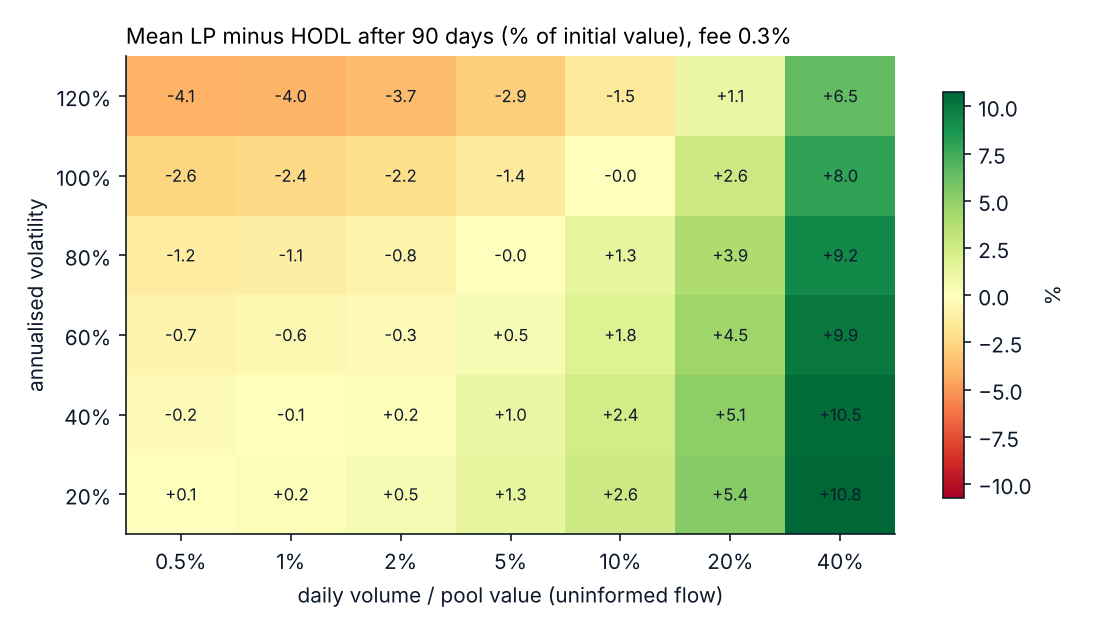 Mean LP minus HODL after 90 days (% of initial value), fee 0.3%
120% -4.1 -4.0 -3.7 -2.9 -1.5 +1.1 +6.5
100% -2.6 -2.4 -2.2 -1.4 -0.0 +2.6 +8.0
80% -1.2 -1.1 -0.8 -0.0 +1.3 +3.9 +9.2
60% -0.7 -0.6 -0.3 +0.5 +1.8 +4.5 +9.9
40% -0.2 -0.1 +0.2 +1.0 +2.4 +5.1 +10.5
20% +0.1 +0.2 +0.5 +1.3 +2.6 +5.4 +10.8
0.5% 1% 2% 5% 10% 20% 40%
daily volume / pool value (uninformed flow)
annualised volatility
10.0
7.5
5.0
2.5
0.0
−2.5
−5.0
−7.5
−10.0
%